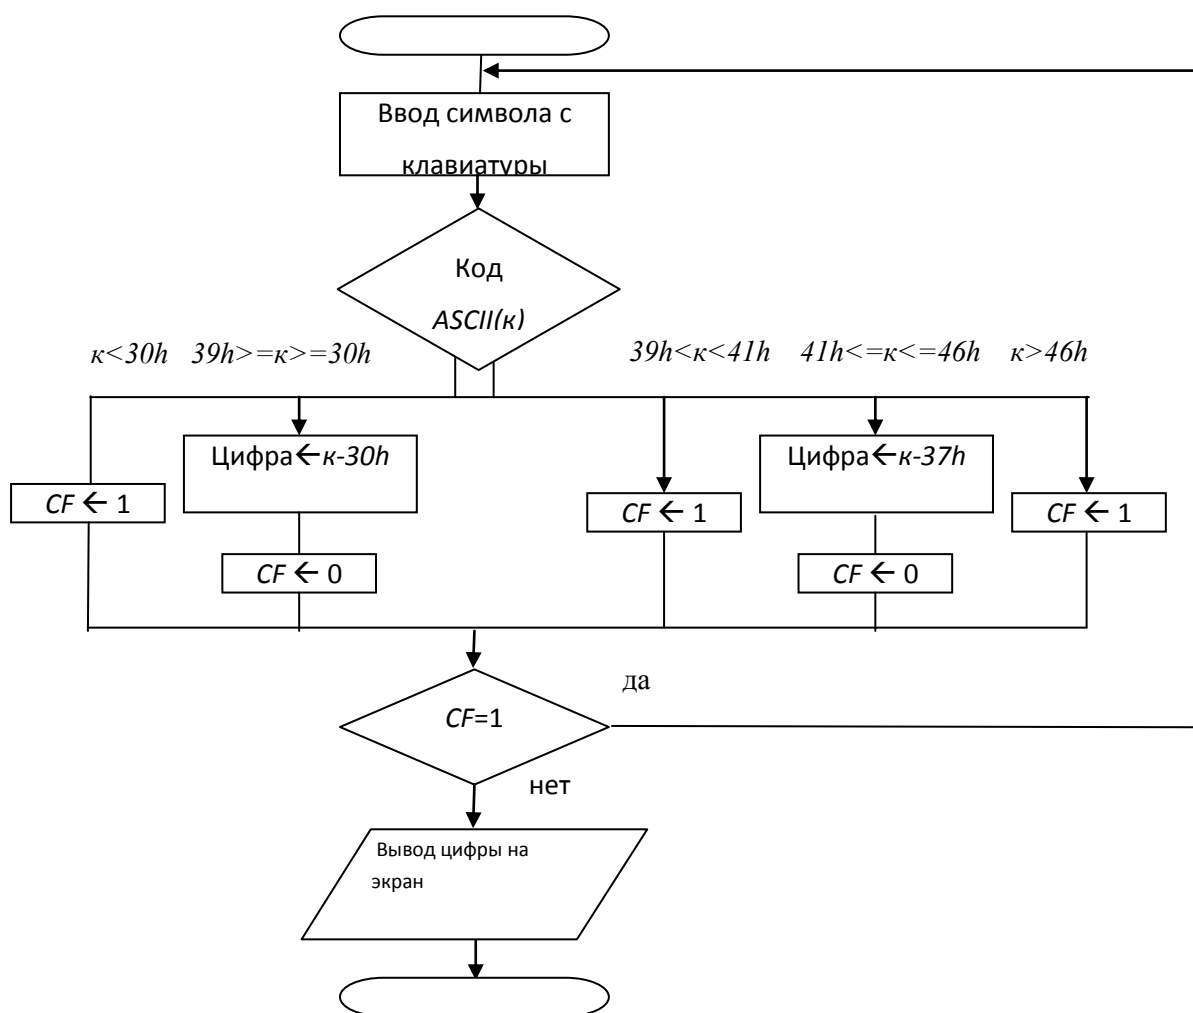 Ввод символа с
клавиатуры
Код
ASCII(к)
к<30h 39h>=к>=30h 39h<к<41h 41h<=к<=46h к>46h
Цифра←к-30h
Цифра←к-37h
CF ← 1
CF ← 1
CF ← 1
CF ← 0
CF ← 0
да
CF=1
нет
Вывод цифры на
экран